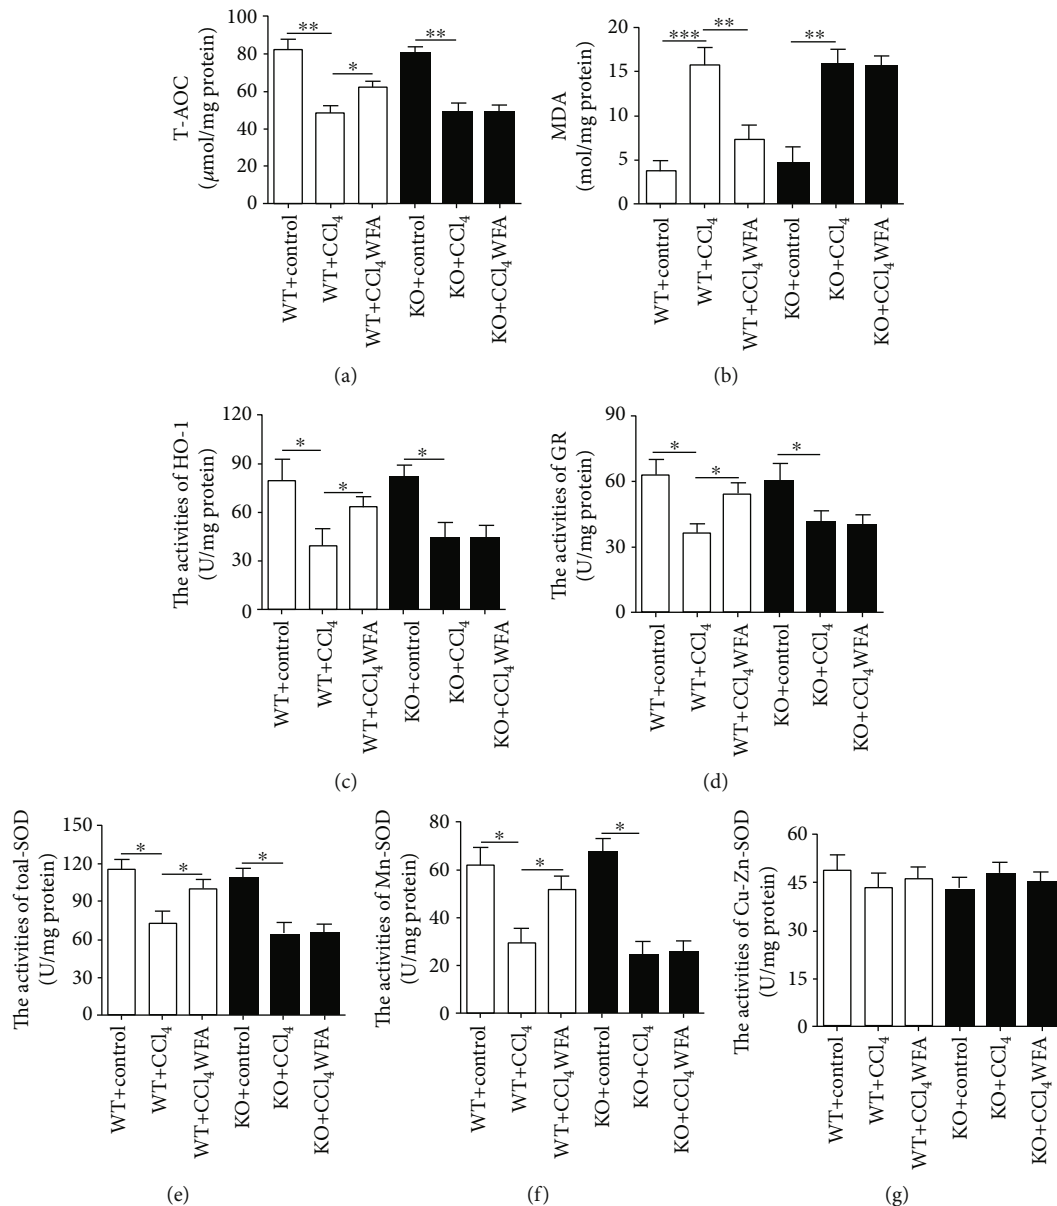 T-AOC
(μmol/mg protein)
100
80
60
40
20
0
** * **
WT+control
WT+CCl₄
WT+CCl₄WFA
KO+control
KO+CCl₄
KO+CCl₄WFA
(a)
MDA
(mol/mg protein)
20
15
10
5
0
*** ** **
WT+control
WT+CCl₄
WT+CCl₄WFA
KO+control
KO+CCl₄
KO+CCl₄WFA
(b)
The activities of HO-1
(U/mg protein)
120
90
60
30
0
* * *
WT+control
WT+CCl₄
WT+CCl₄WFA
KO+control
KO+CCl₄
KO+CCl₄WFA
(c)
The activities of GR
(U/mg protein)
90
60
30
0
* * *
WT+control
WT+CCl₄
WT+CCl₄WFA
KO+control
KO+CCl₄
KO+CCl₄WFA
(d)
The activities of toal-SOD
(U/mg protein)
150
120
90
60
30
0
* * *
WT+control
WT+CCl₄
WT+CCl₄WFA
KO+control
KO+CCl₄
KO+CCl₄WFA
(e)
The activities of Mn-SOD
(U/mg protein)
80
60
40
20
0
* * *
WT+control
WT+CCl₄
WT+CCl₄WFA
KO+control
KO+CCl₄
KO+CCl₄WFA
(f)
The activities of Cu-Zn-SOD
(U/mg protein)
60
45
30
15
0
WT+control
WT+CCl₄
WT+CCl₄WFA
KO+control
KO+CCl₄
KO+CCl₄WFA
(g)